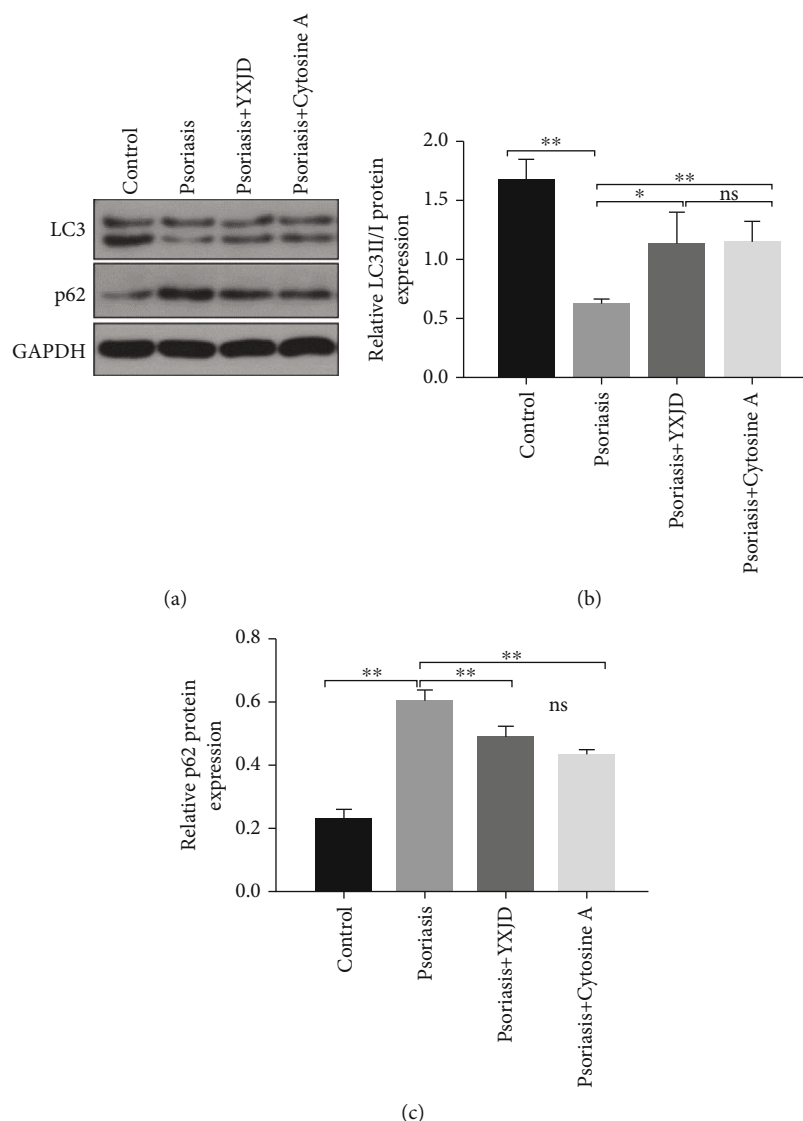 Control
Psoriasis
Psoriasis+YXJD
Psoriasis+Cytosine A
LC3
p62
GAPDH
(a)
Relative LC3II/I protein
expression
2.0
1.5
1.0
0.5
0.0
**
**
*
ns
Control
Psoriasis
Psoriasis+YXJD
Psoriasis+Cytosine A
(b)
Relative p62 protein
expression
0.8
0.6
0.4
0.2
0.0
**
**
**
ns
Control
Psoriasis
Psoriasis+YXJD
Psoriasis+Cytosine A
(c)